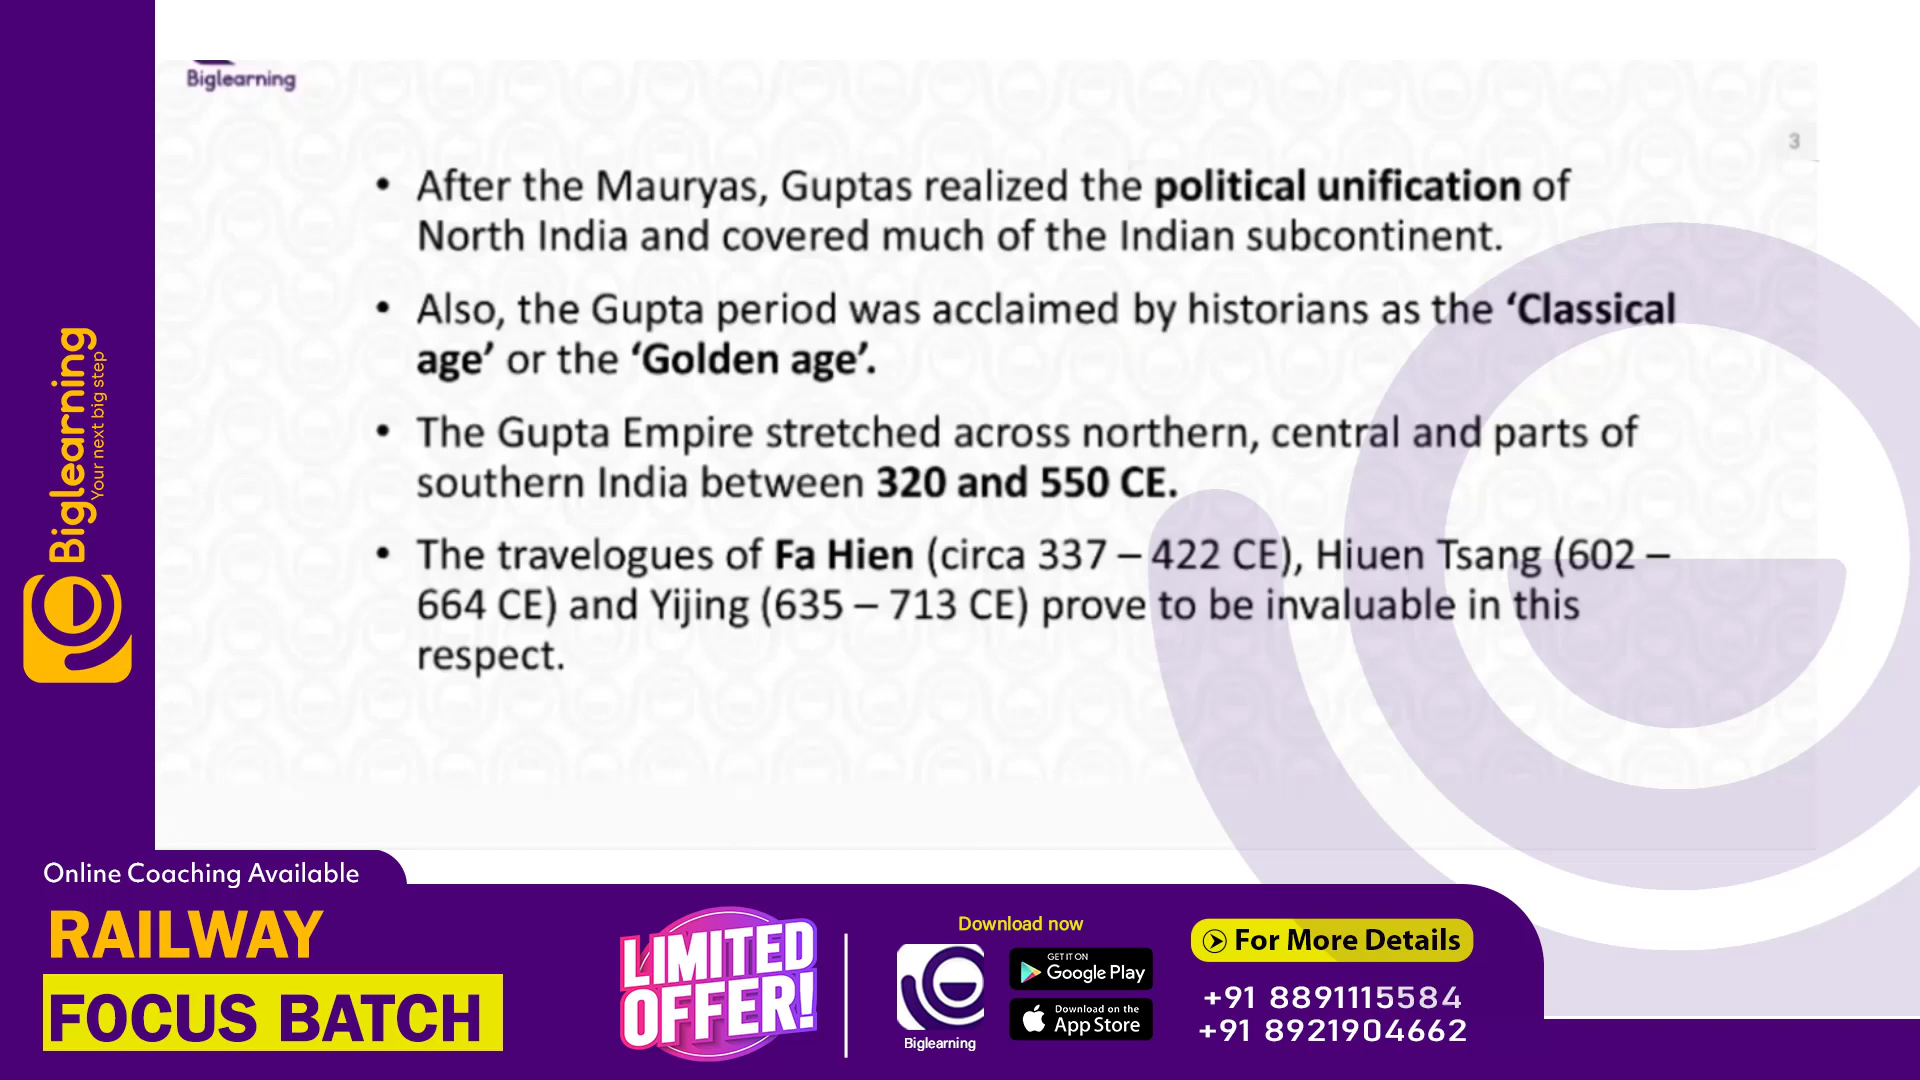 Biglearning
3
• After the Mauryas, Guptas realized the political unification of
North India and covered much of the Indian subcontinent.
• Also, the Gupta period was acclaimed by historians as the ‘Classical
age’ or the ‘Golden age’.
• The Gupta Empire stretched across northern, central and parts of
southern India between 320 and 550 CE.
• The travelogues of Fa Hien (circa 337 – 422 CE), Hiuen Tsang (602 –
664 CE) and Yijing (635 – 713 CE) prove to be invaluable in this
respect.
Biglearning
Your next big step
Online Coaching Available
RAILWAY
FOCUS BATCH
LIMITED
OFFER!
Download now
Biglearning
GET IT ON
Google Play
Download on the
App Store
For More Details
+91 8891115584
+91 8921904662